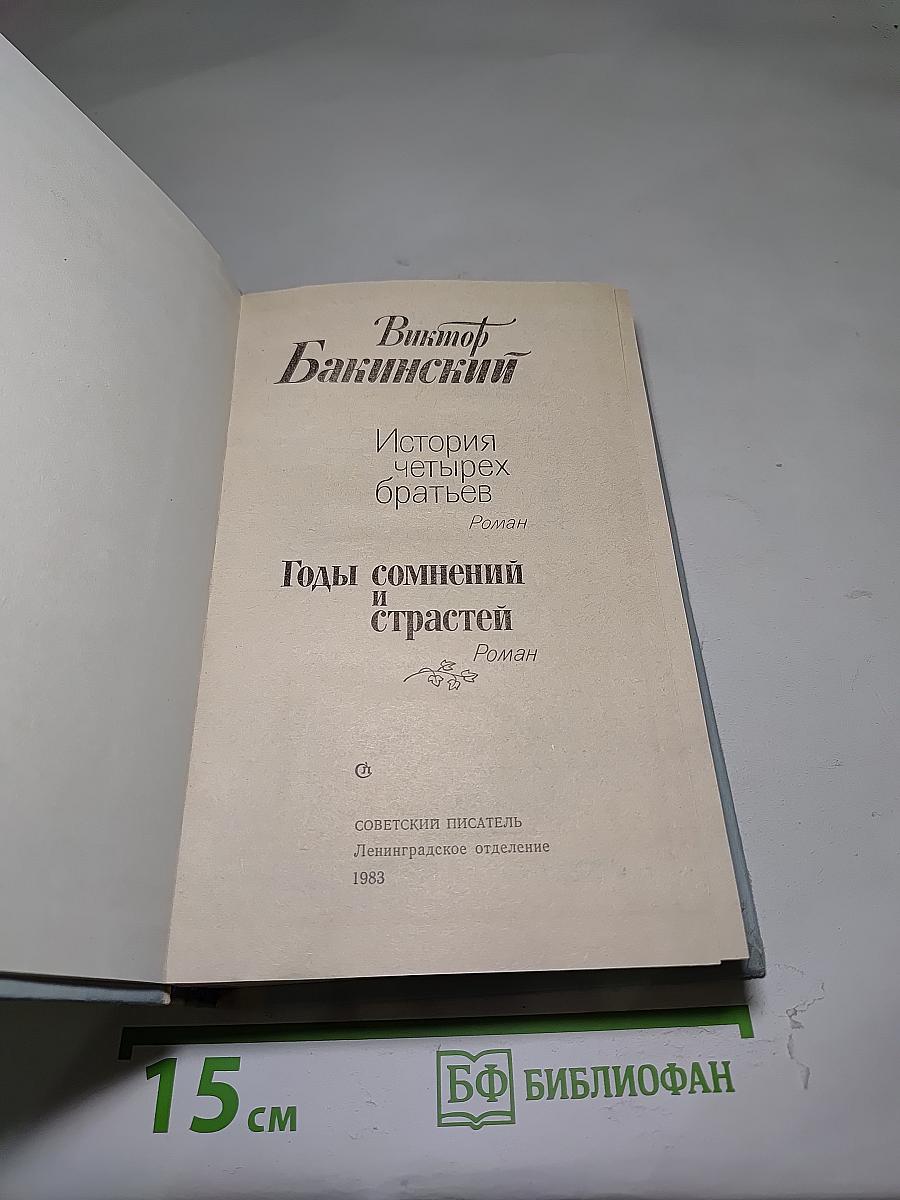 Виктор
Бакинский
История
четырех
братьев
Роман
Годы сомнений
и
страстей
Роман
СП
СОВЕТСКИЙ ПИСАТЕЛЬ
Ленинградское отделение
1983
15 см
БФ БИБЛИОФАН